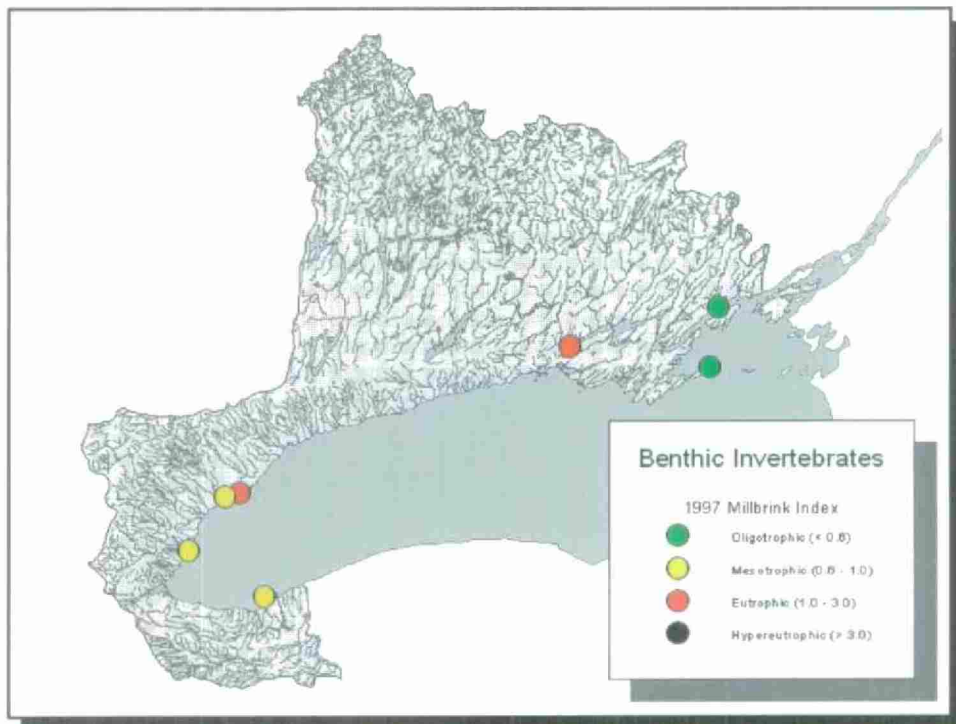 Benthic Invertebrates
1997 Millbrink Index
Oligotrophic (< 0.6)
Mesotrophic (0.6 - 1.0)
Eutrophic (1.0 - 3.0)
Hypereutrophic (> 3.0)